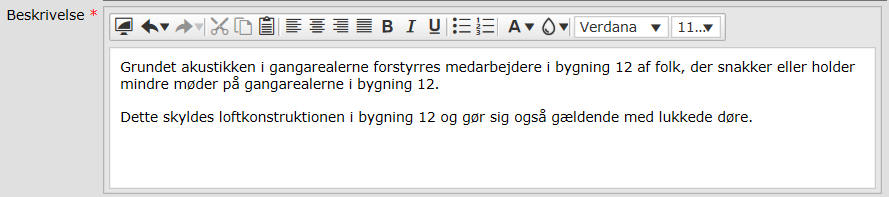 Beskrivelse *
B I U A Verdana 11...
Grundet akustikken i gangarealerne forstyrres medarbejdere i bygning 12 af folk, der snakker eller holder
mindre møder på gangarealerne i bygning 12.
Dette skyldes loftkonstruktionen i bygning 12 og gør sig også gældende med lukkede døre.